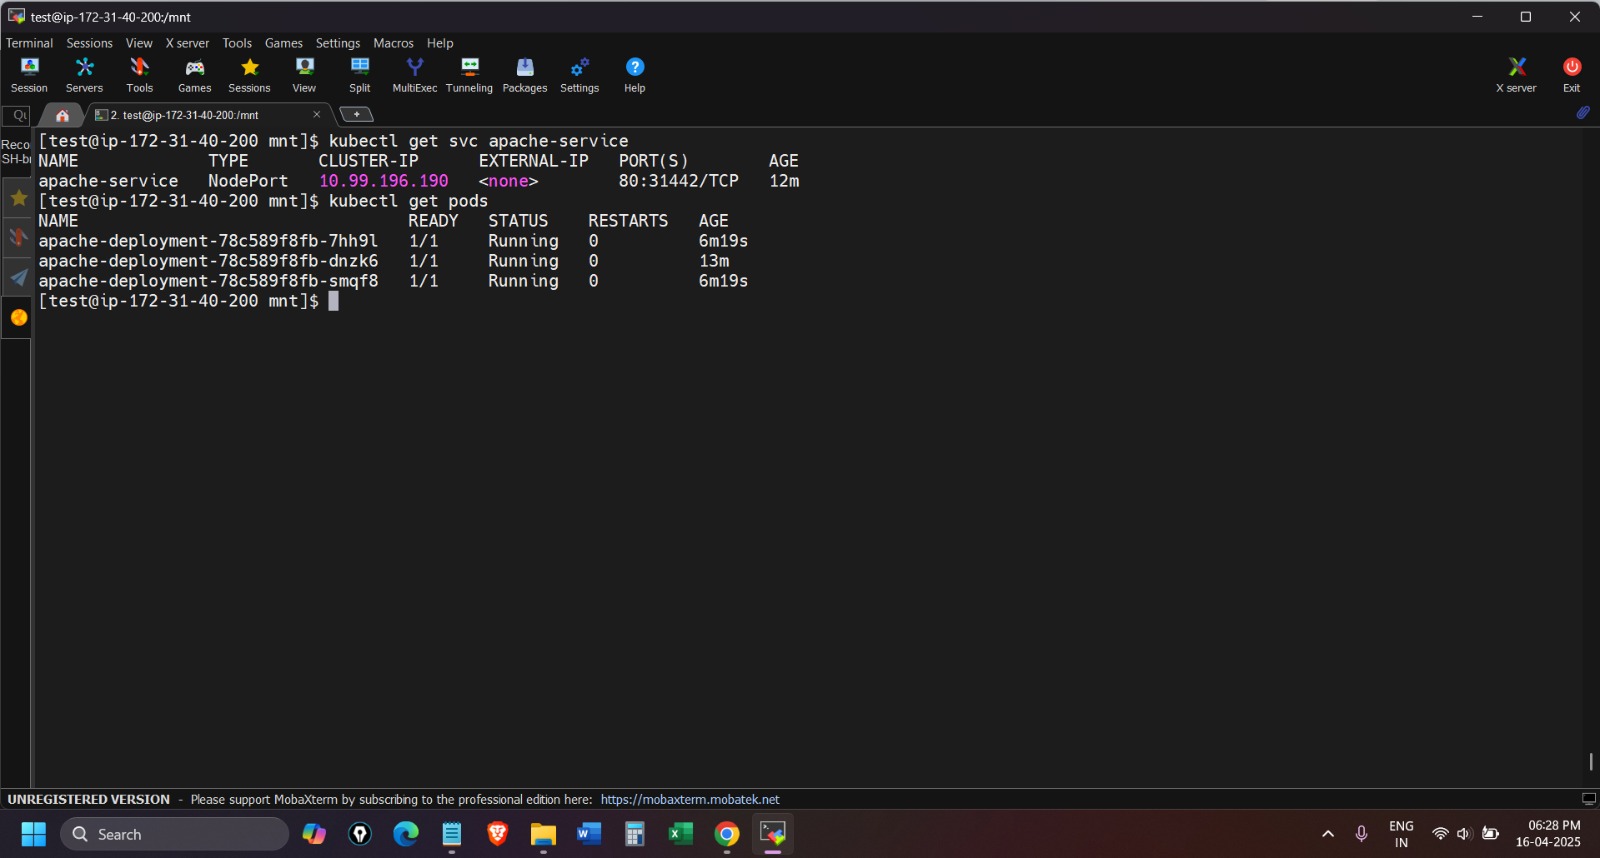 test@ip-172-31-40-200:/mnt
Terminal Sessions View X server Tools Games Settings Macros Help
Session Servers Tools Games Sessions View Split MultiExec Tunneling Packages Settings Help X server Exit
2. test@ip-172-31-40-200:/mnt
[test@ip-172-31-40-200 mnt]$ kubectl get svc apache-service
NAME TYPE CLUSTER-IP EXTERNAL-IP PORT(S) AGE
apache-service NodePort 10.99.196.190 <none> 80:31442/TCP 12m
[test@ip-172-31-40-200 mnt]$ kubectl get pods
NAME READY STATUS RESTARTS AGE
apache-deployment-78c589f8fb-7hh9l 1/1 Running 0 6m19s
apache-deployment-78c589f8fb-dnzk6 1/1 Running 0 13m
apache-deployment-78c589f8fb-smqf8 1/1 Running 0 6m19s
[test@ip-172-31-40-200 mnt]$
UNREGISTERED VERSION - Please support MobaXterm by subscribing to the professional edition here: https://mobaxterm.mobatek.net
Search
ENG
IN
06:28 PM
16-04-2025